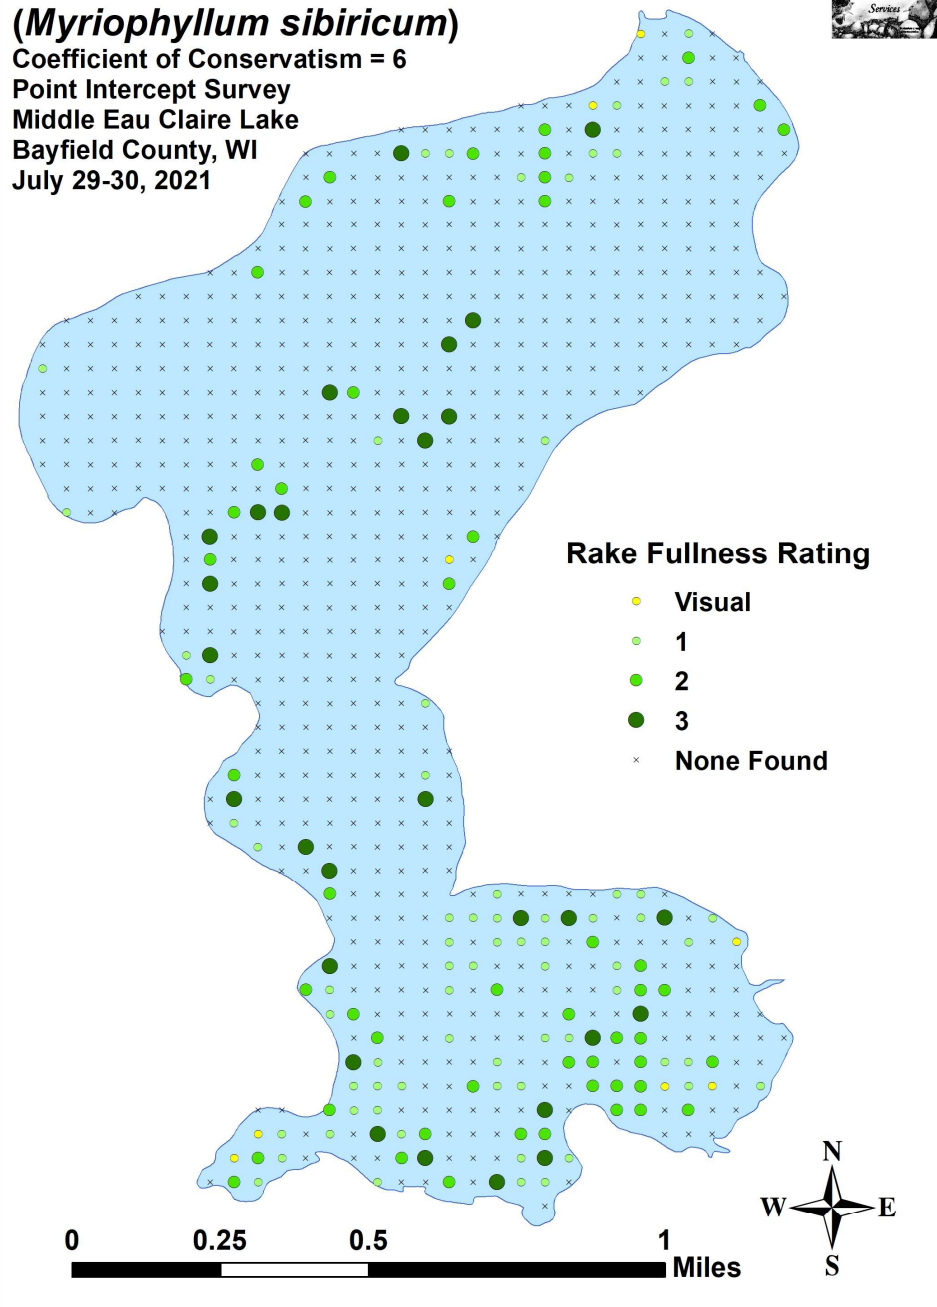 (Myriophyllum sibiricum)
Coefficient of Conservatism = 6
Point Intercept Survey
Middle Eau Claire Lake
Bayfield County, WI
July 29-30, 2021
Services
Rake Fullness Rating
Visual
1
2
3
None Found
N
W E
S
0 0.25 0.5 1
Miles